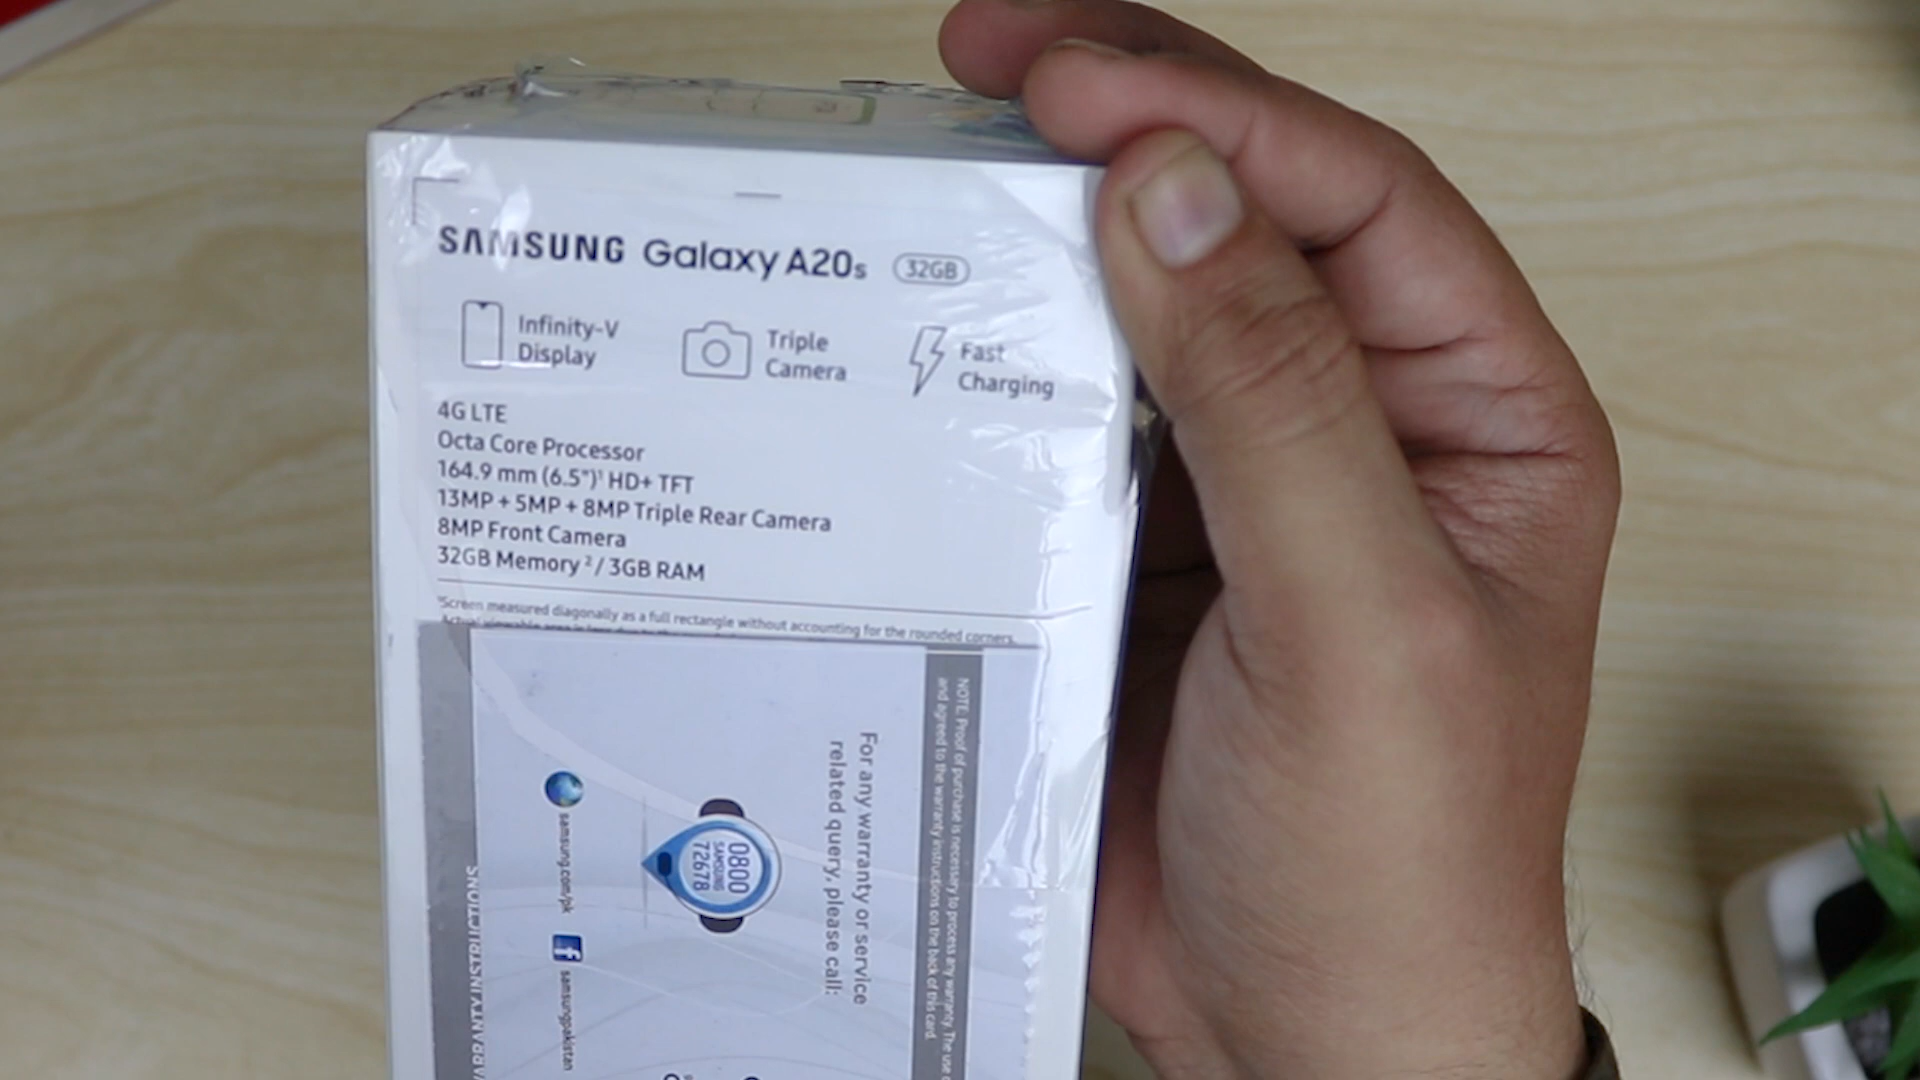 SAMSUNG Galaxy A20s 32GB
Infinity-V
Display
Triple
Camera
Fast
Charging
4G LTE
Octa Core Processor
164.9 mm (6.5")¹ HD+ TFT
13MP + 5MP + 8MP Triple Rear Camera
8MP Front Camera
32GB Memory ² / 3GB RAM
¹Screen measured diagonally as a full rectangle without accounting for the rounded corners.
NOTE: Proof of purchase is necessary to process any warranty. The use
and agreed to the warranty instructions on the back of this card.
For any warranty or service
related query, please call:
0800
SAMSUNG
72678
samsung.com/pk
samsungpakistan
WARRANTY INSTRUCTIONS